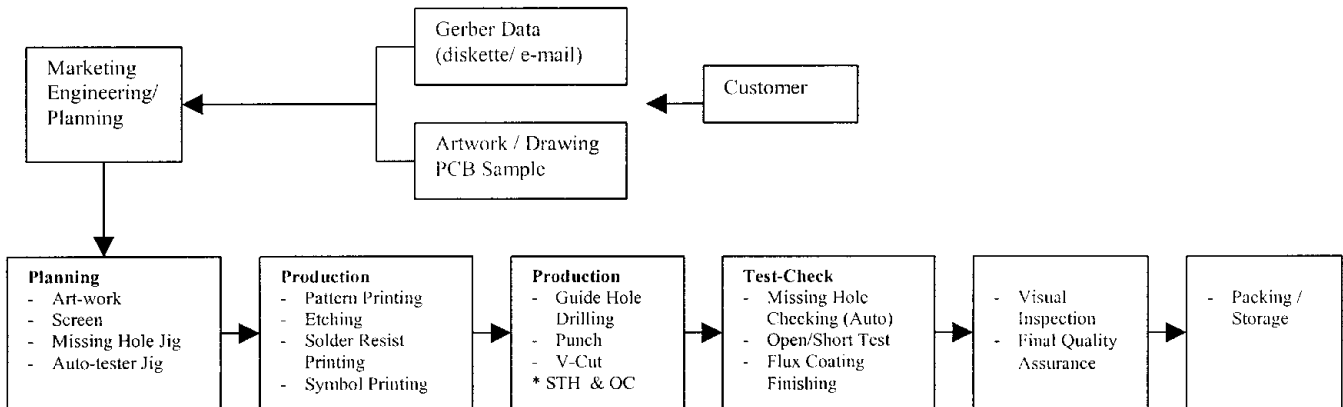 Gerber Data
(diskette/ e-mail)
Marketing
Engineering/
Planning
Customer
Artwork / Drawing
PCB Sample
Planning
- Art-work
- Screen
- Missing Hole Jig
- Auto-tester Jig
Production
- Pattern Printing
- Etching
- Solder Resist
Printing
- Symbol Printing
Production
- Guide Hole
Drilling
- Punch
- V-Cut
* STH & OC
Test-Check
- Missing Hole
Checking (Auto)
- Open/Short Test
- Flux Coating
Finishing
- Visual
Inspection
- Final Quality
Assurance
- Packing /
Storage